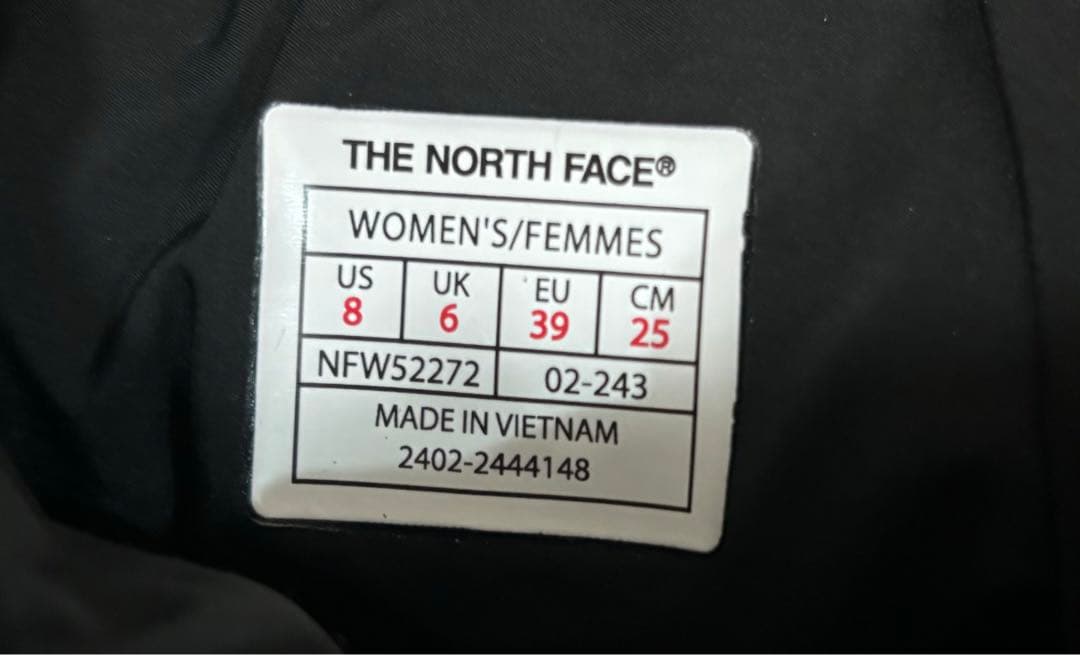 THE NORTH FACE®
WOMEN'S/FEMMES
US UK EU CM
8 6 39 25
NFW52272 02-243
MADE IN VIETNAM
2402-2444148